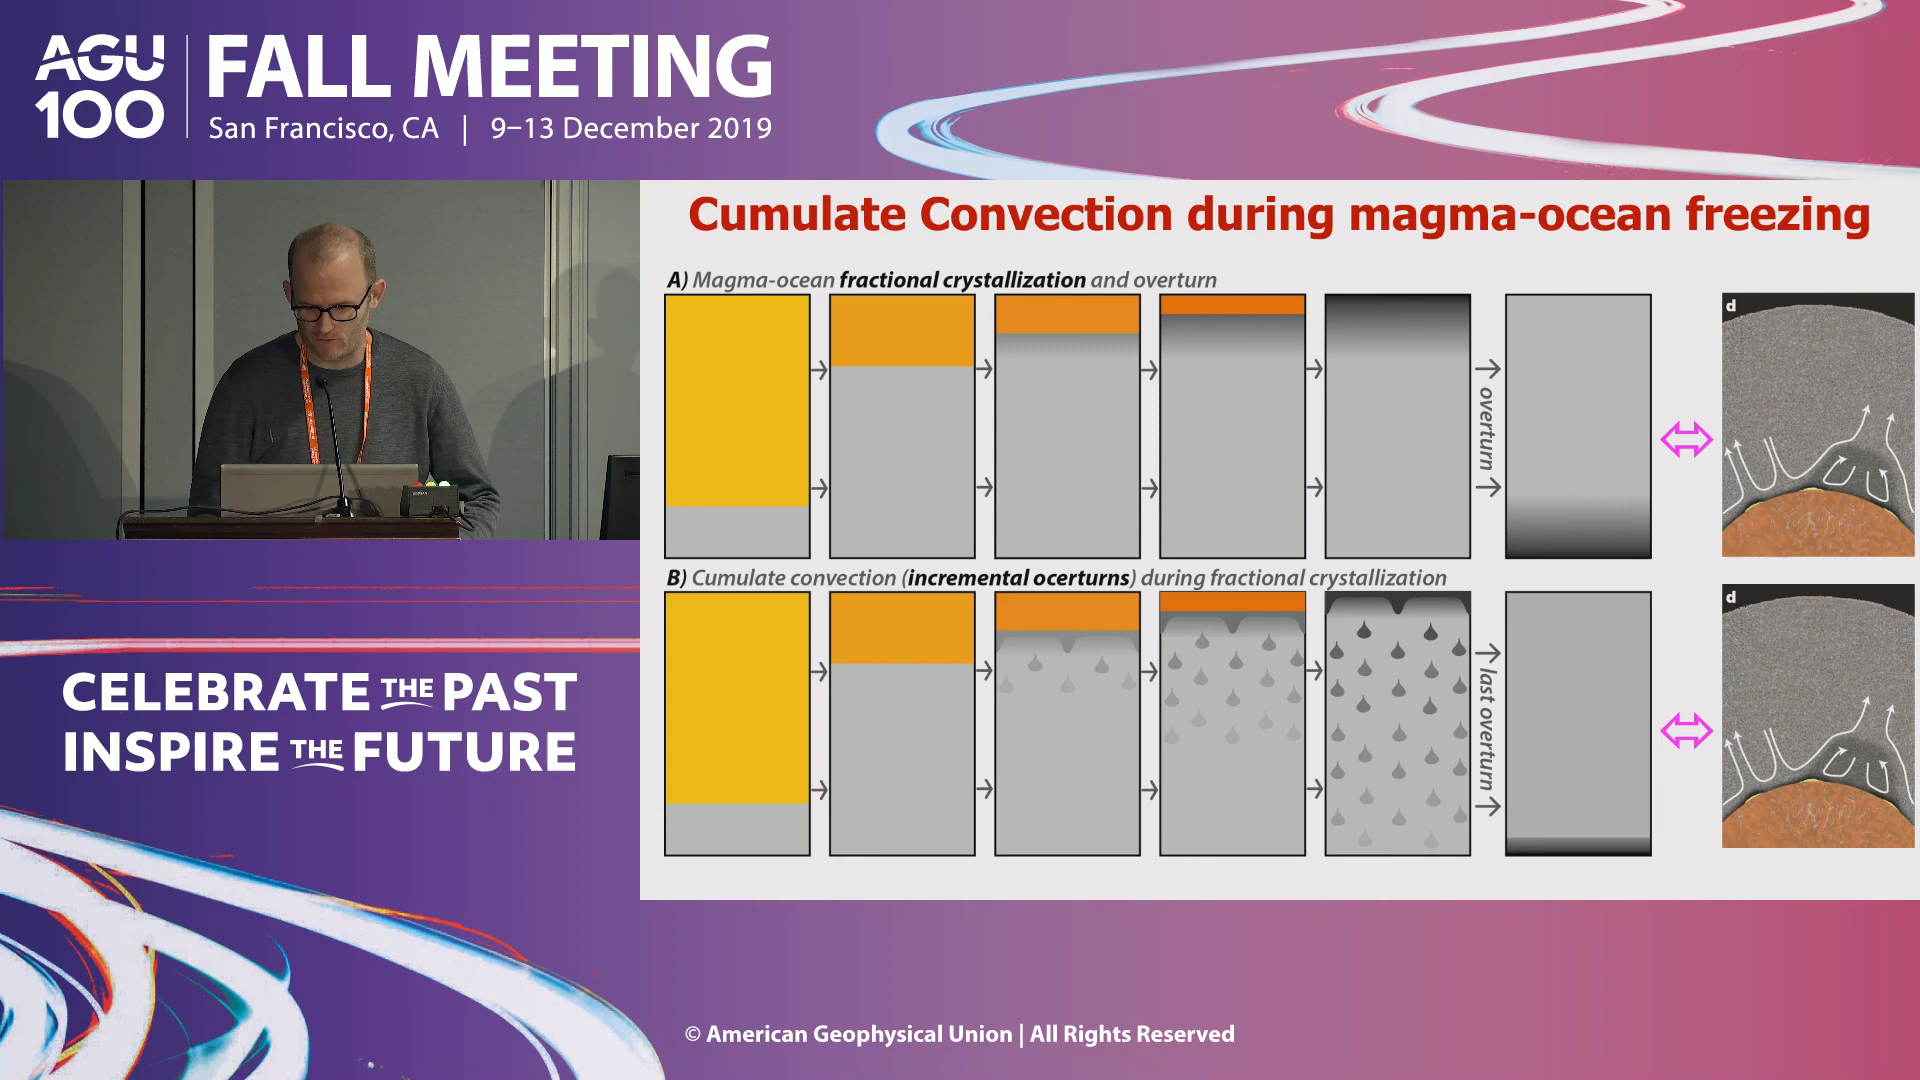 AGU
100
FALL MEETING
San Francisco, CA | 9–13 December 2019
Cumulate Convection during magma-ocean freezing
A) Magma-ocean fractional crystallization and overturn
overturn
d
B) Cumulate convection (incremental ocerturns) during fractional crystallization
last overturn
d
CELEBRATE THE PAST
INSPIRE THE FUTURE
© American Geophysical Union | All Rights Reserved